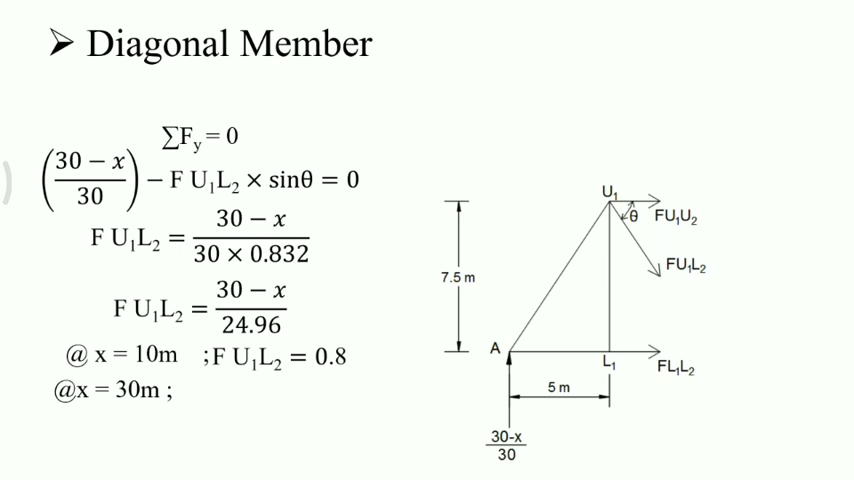 ➢ Diagonal Member
∑Fy = 0
(30 − x / 30) − F U₁L₂ × sinθ = 0
F U₁L₂ = 30 − x / 30 × 0.832
F U₁L₂ = 30 − x / 24.96
@ x = 10m ; F U₁L₂ = 0.8
@x = 30m ;
U₁
θ FU₁U₂
FU₁L₂
7.5 m
A
L₁
FL₁L₂
5 m
30-x
30